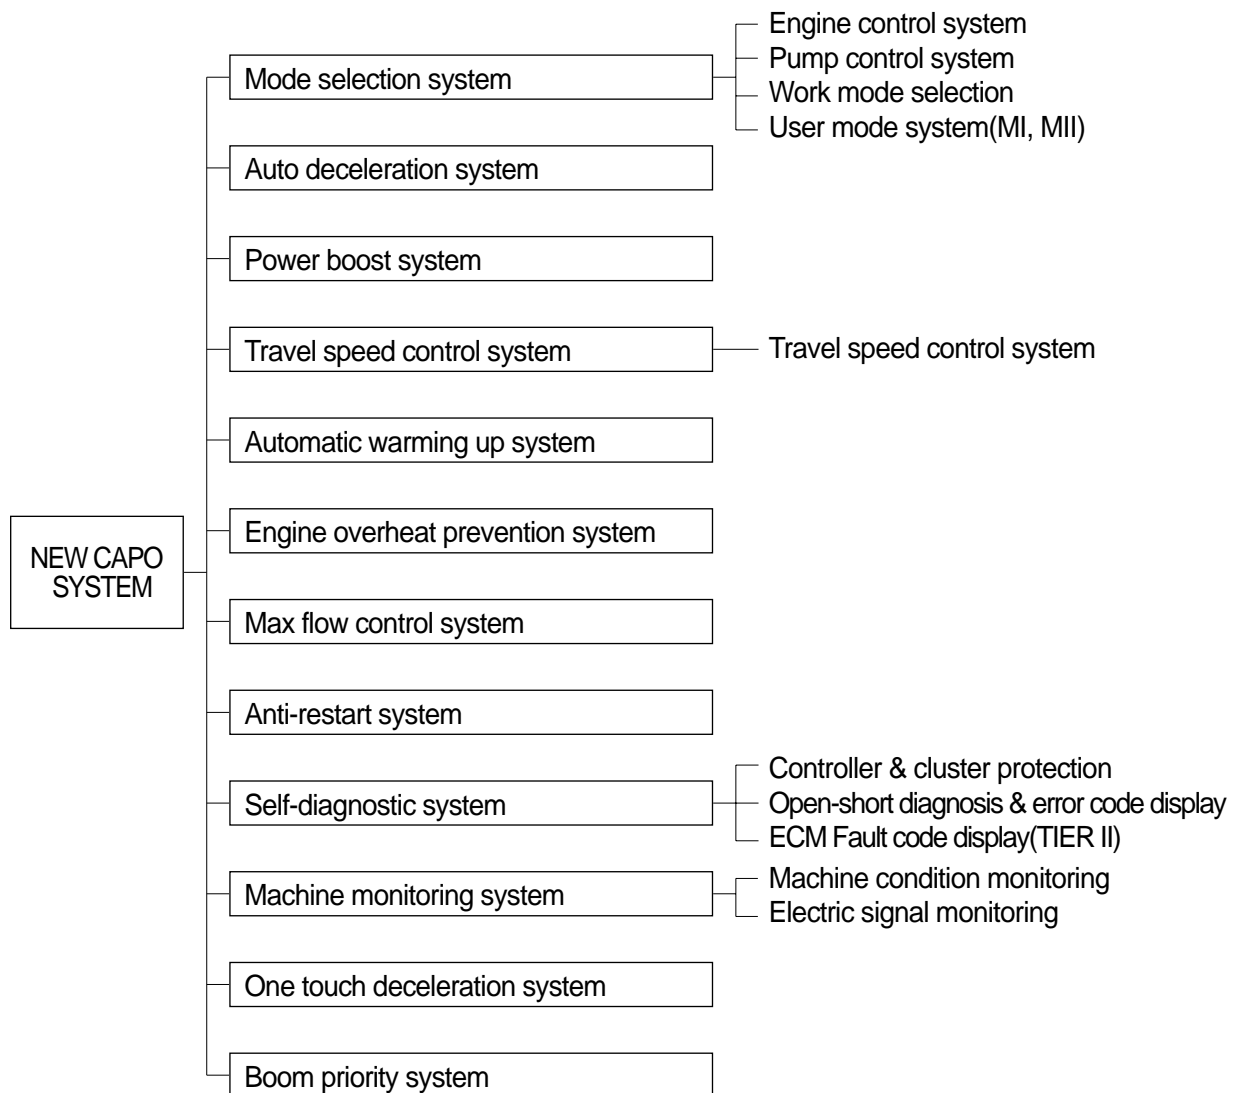 Engine control system
Pump control system
Mode selection system
Work mode selection
User mode system(MI, MII)
Auto deceleration system
Power boost system
Travel speed control system
Travel speed control system
Automatic warming up system
Engine overheat prevention system
NEW CAPO
SYSTEM
Max flow control system
Anti-restart system
Self-diagnostic system
Controller & cluster protection
Open-short diagnosis & error code display
ECM Fault code display(TIER II)
Machine monitoring system
Machine condition monitoring
Electric signal monitoring
One touch deceleration system
Boom priority system